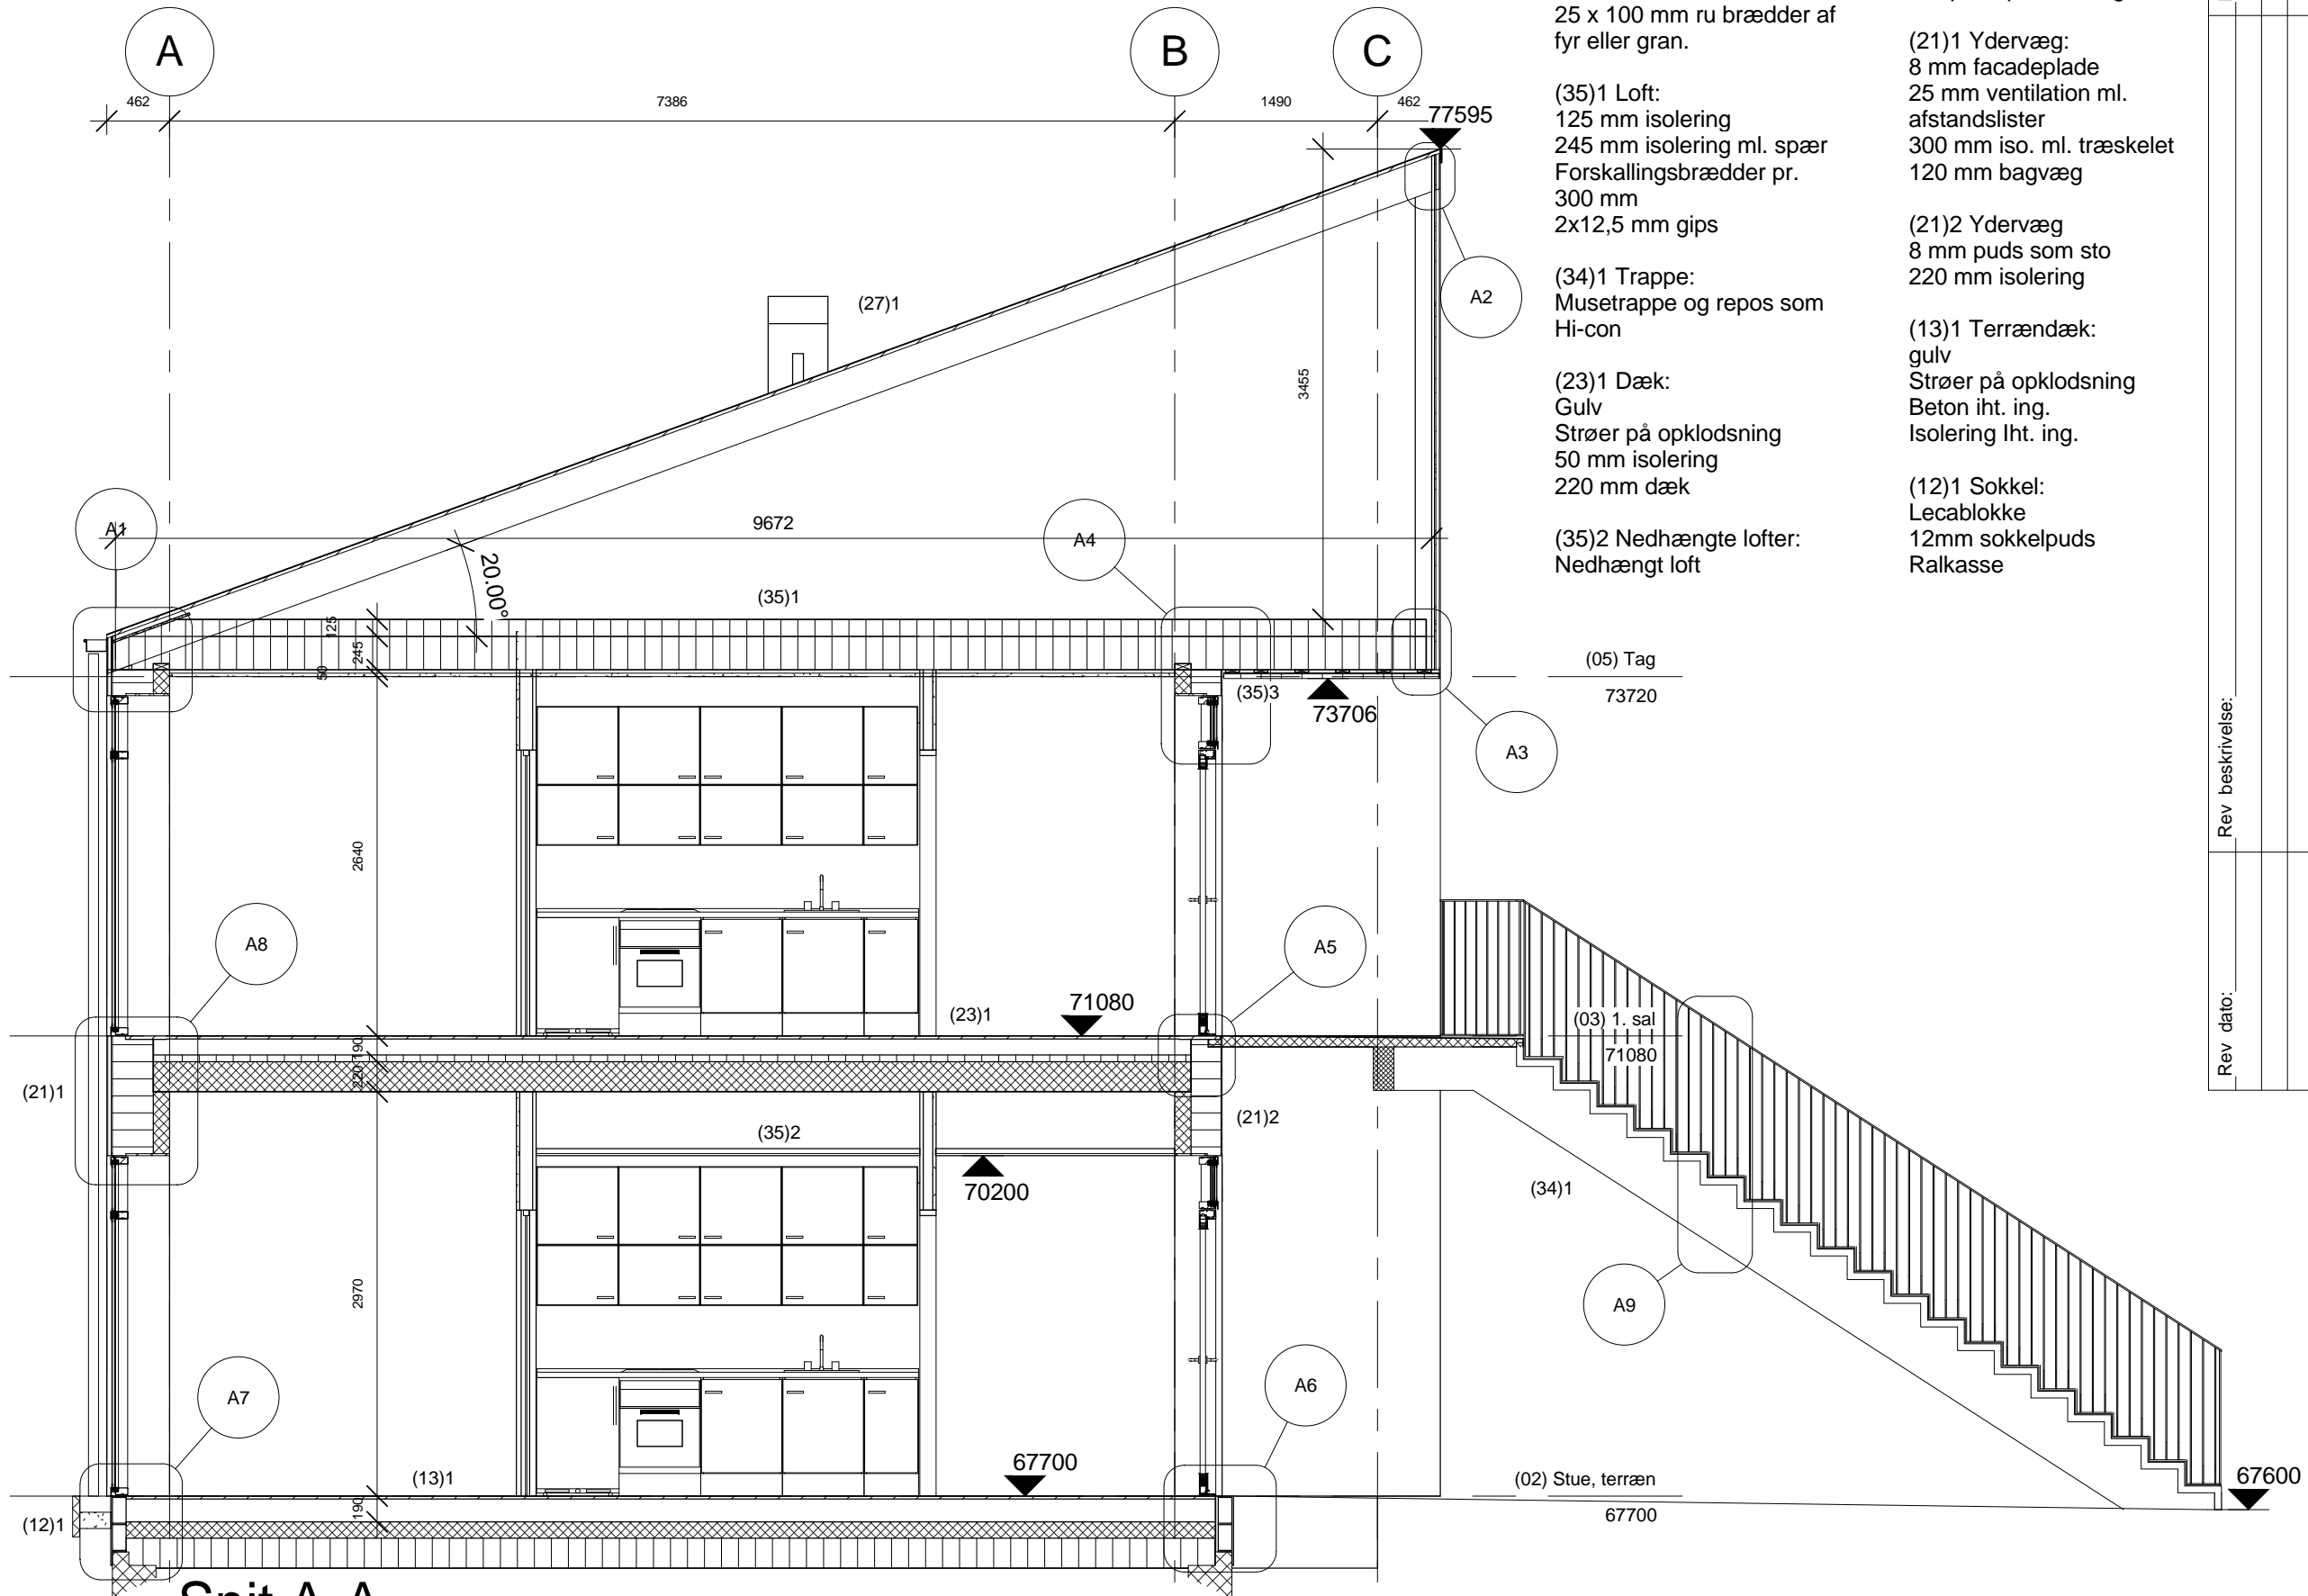 A
B
C
462
7386
1490
462
77595
3455
(27)1
A2
A1
9672
A4
20.00°
(35)1
125
245
50
(05) Tag
73720
(35)3
73706
A3
2640
A8
A5
71080
(23)1
(03) 1. sal
71080
190
220
(21)1
(35)2
(21)2
70200
(34)1
2970
A9
A7
A6
67700
(13)1
(02) Stue, terræn
67700
67600
190
(12)1
Snit A-A
25 x 100 mm ru brædder af
fyr eller gran.
(35)1 Loft:
125 mm isolering
245 mm isolering ml. spær
Forskallingsbrædder pr.
300 mm
2x12,5 mm gips
(34)1 Trappe:
Musetrappe og repos som
Hi-con
(23)1 Dæk:
Gulv
Strøer på opklodsning
50 mm isolering
220 mm dæk
(35)2 Nedhængte lofter:
Nedhængt loft
(21)1 Ydervæg:
8 mm facadeplade
25 mm ventilation ml.
afstandslister
300 mm iso. ml. træskelet
120 mm bagvæg
(21)2 Ydervæg
8 mm puds som sto
220 mm isolering
(13)1 Terrændæk:
gulv
Strøer på opklodsning
Beton iht. ing.
Isolering Iht. ing.
(12)1 Sokkel:
Lecablokke
12mm sokkelpuds
Ralkasse
Rev beskrivelse:
Rev dato: